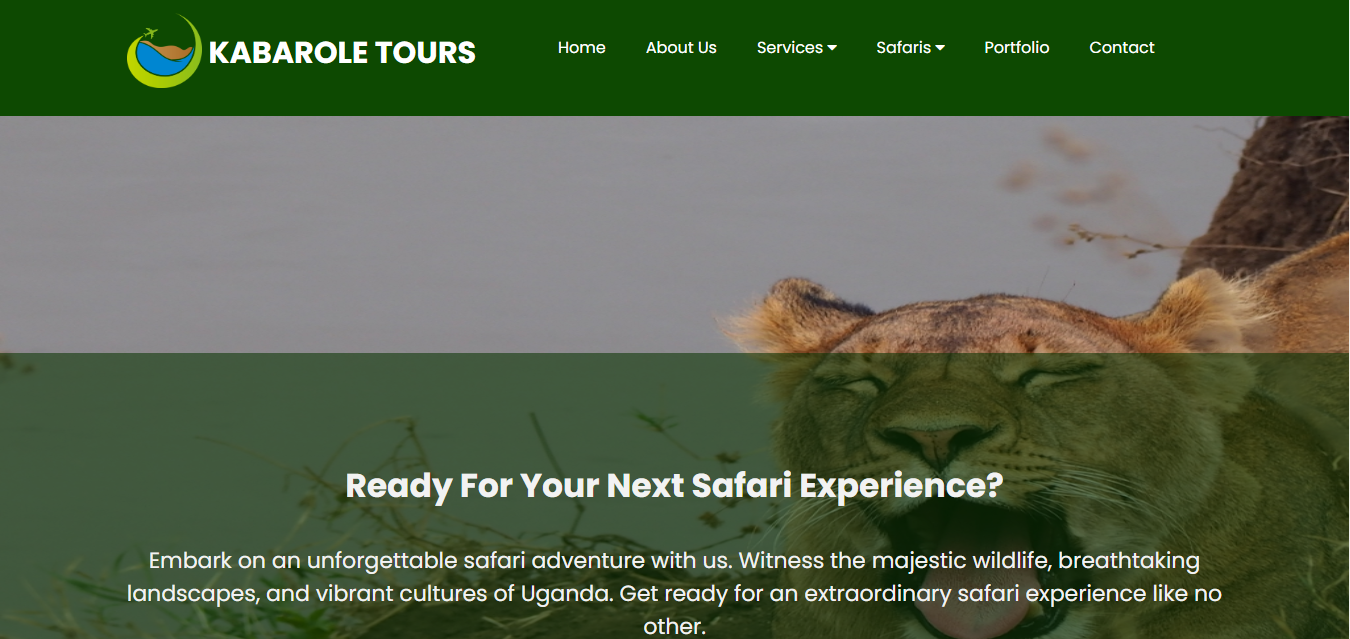 KABAROLE TOURS
Home About Us Services Safaris Portfolio Contact
Ready For Your Next Safari Experience?
Embark on an unforgettable safari adventure with us. Witness the majestic wildlife, breathtaking
landscapes, and vibrant cultures of Uganda. Get ready for an extraordinary safari experience like no
other.